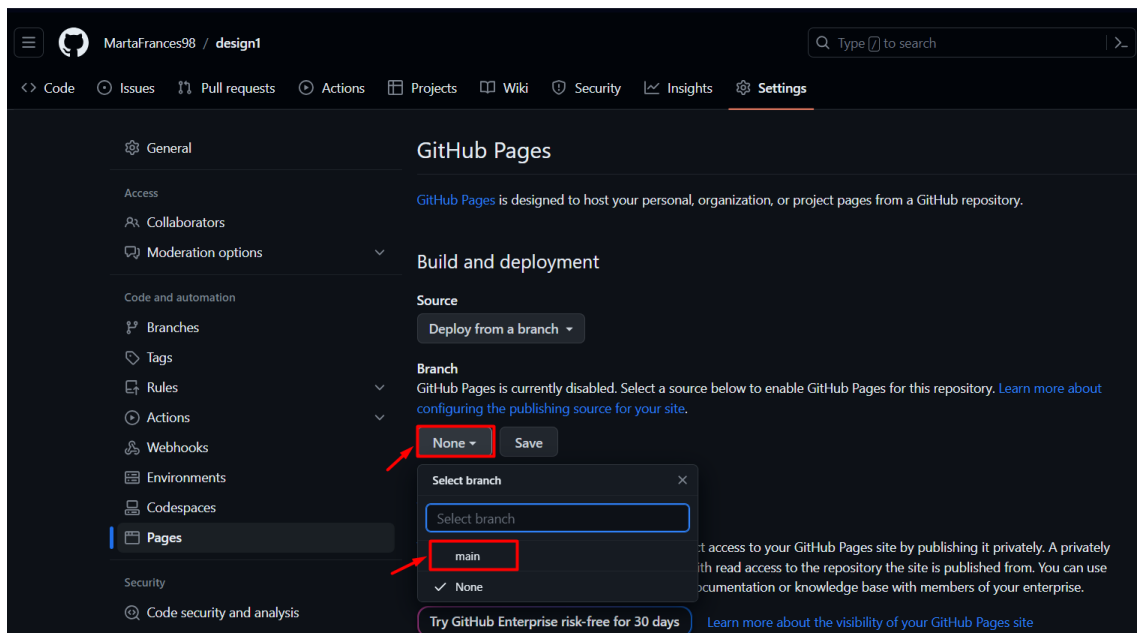 MartaFrances98 / design1
Type / to search
Code
Issues
Pull requests
Actions
Projects
Wiki
Security
Insights
Settings
General
Access
Collaborators
Moderation options
Code and automation
Branches
Tags
Rules
Actions
Webhooks
Environments
Codespaces
Pages
Security
Code security and analysis
GitHub Pages
GitHub Pages is designed to host your personal, organization, or project pages from a GitHub repository.
Build and deployment
Source
Deploy from a branch
Branch
GitHub Pages is currently disabled. Select a source below to enable GitHub Pages for this repository. Learn more about
configuring the publishing source for your site.
None
Save
Select branch
Select branch
main
None
access to your GitHub Pages site by publishing it privately. A privately
read access to the repository the site is published from. You can use
or knowledge base with members of your enterprise.
Try GitHub Enterprise risk-free for 30 days
Learn more about the visibility of your GitHub Pages site